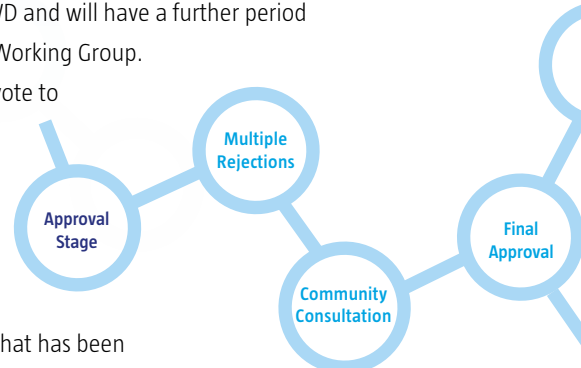 and will have a further period
Working Group.
vote to
Multiple
Rejections
Approval
Stage
Final
Approval
Community
Consultation
hat has been